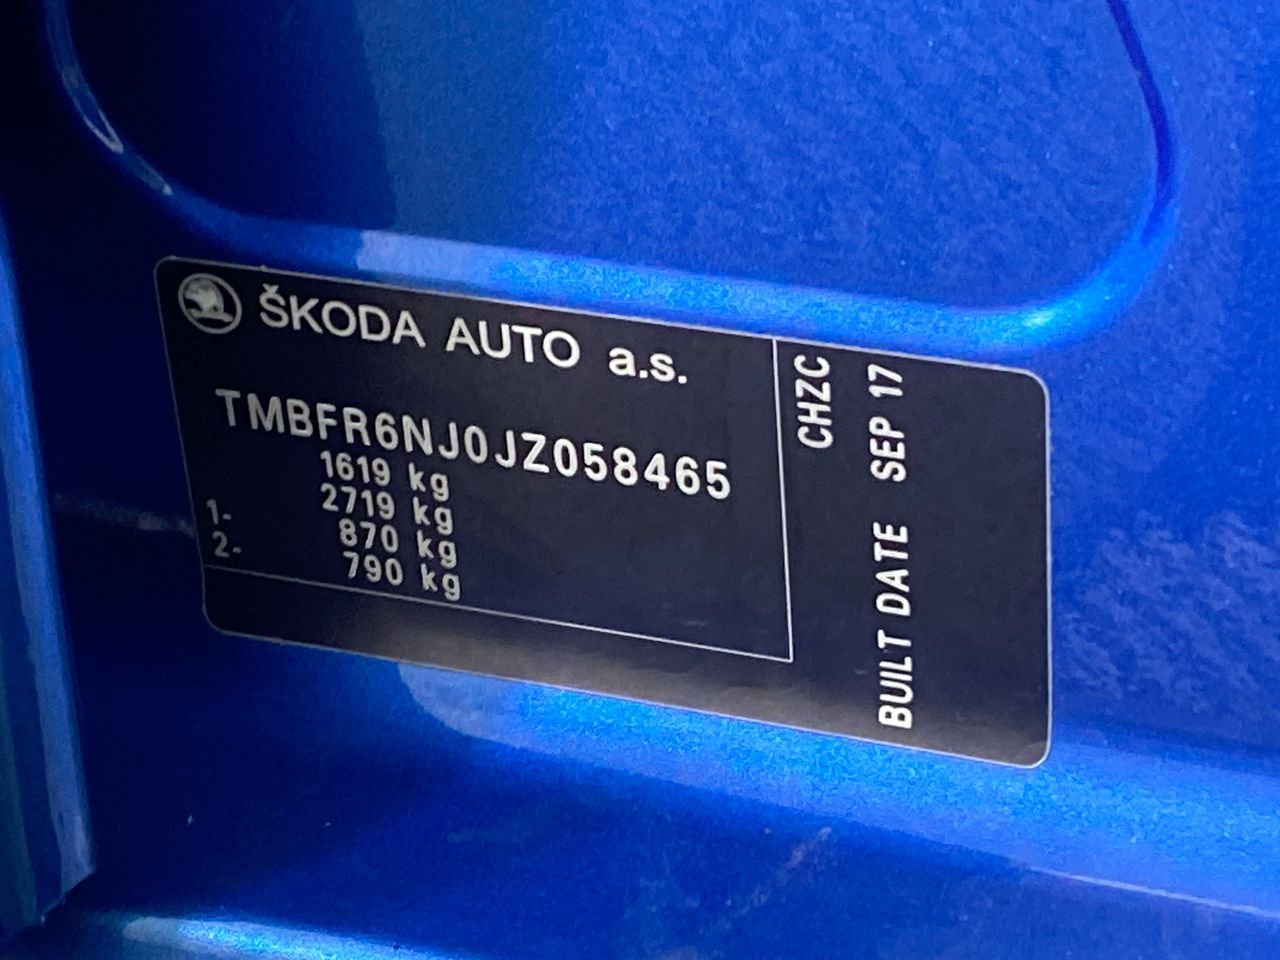 ŠKODA AUTO a.s.
TMBFR6NJ0JZ058465
1619 kg
2719 kg
1- 870 kg
2- 790 kg
CHZC
BUILT DATE SEP 17